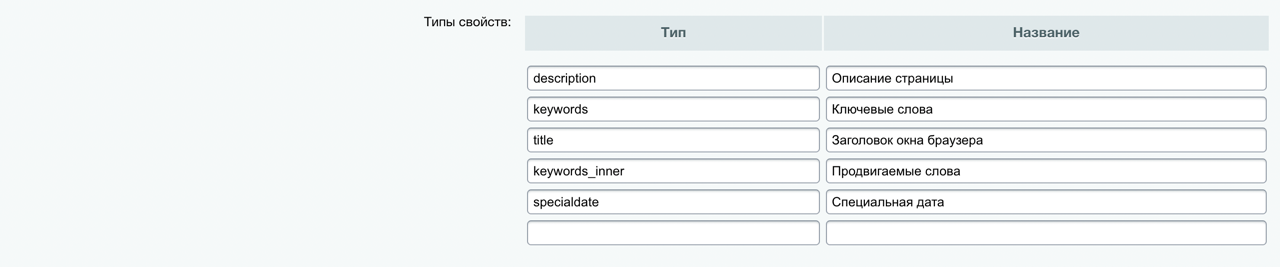 Типы свойств:
Тип Название
description Описание страницы
keywords Ключевые слова
title Заголовок окна браузера
keywords_inner Продвигаемые слова
specialdate Специальная дата